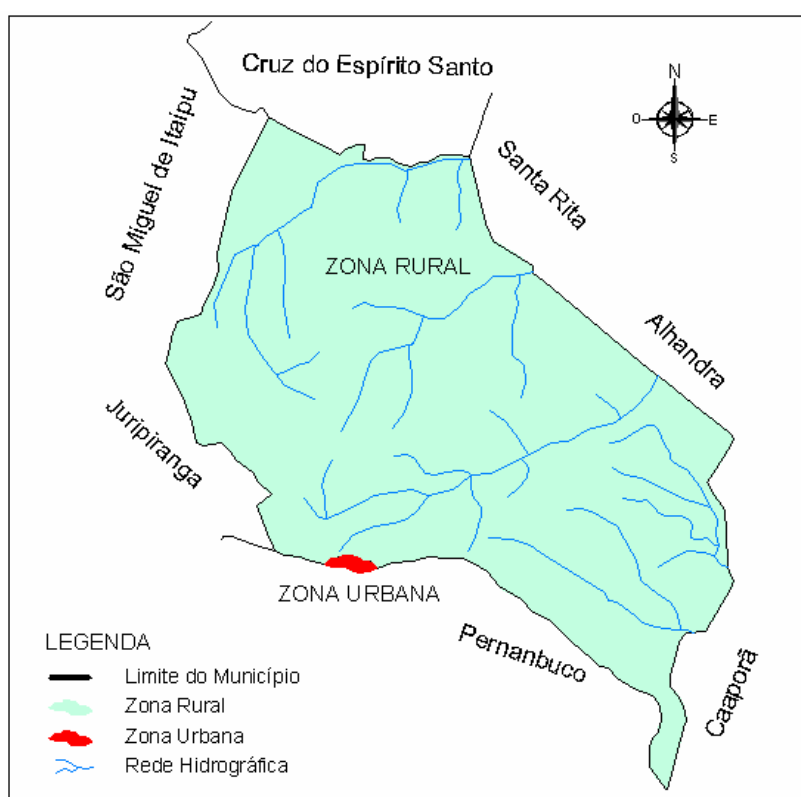 Cruz do Espírito Santo
N
O
E
S
São Miguel de Itaipu
Santa Rita
ZONA RURAL
Alhandra
Juripiranga
ZONA URBANA
Pernanbuco
Caaporã
LEGENDA
Limite do Município
Zona Rural
Zona Urbana
Rede Hidrográfica